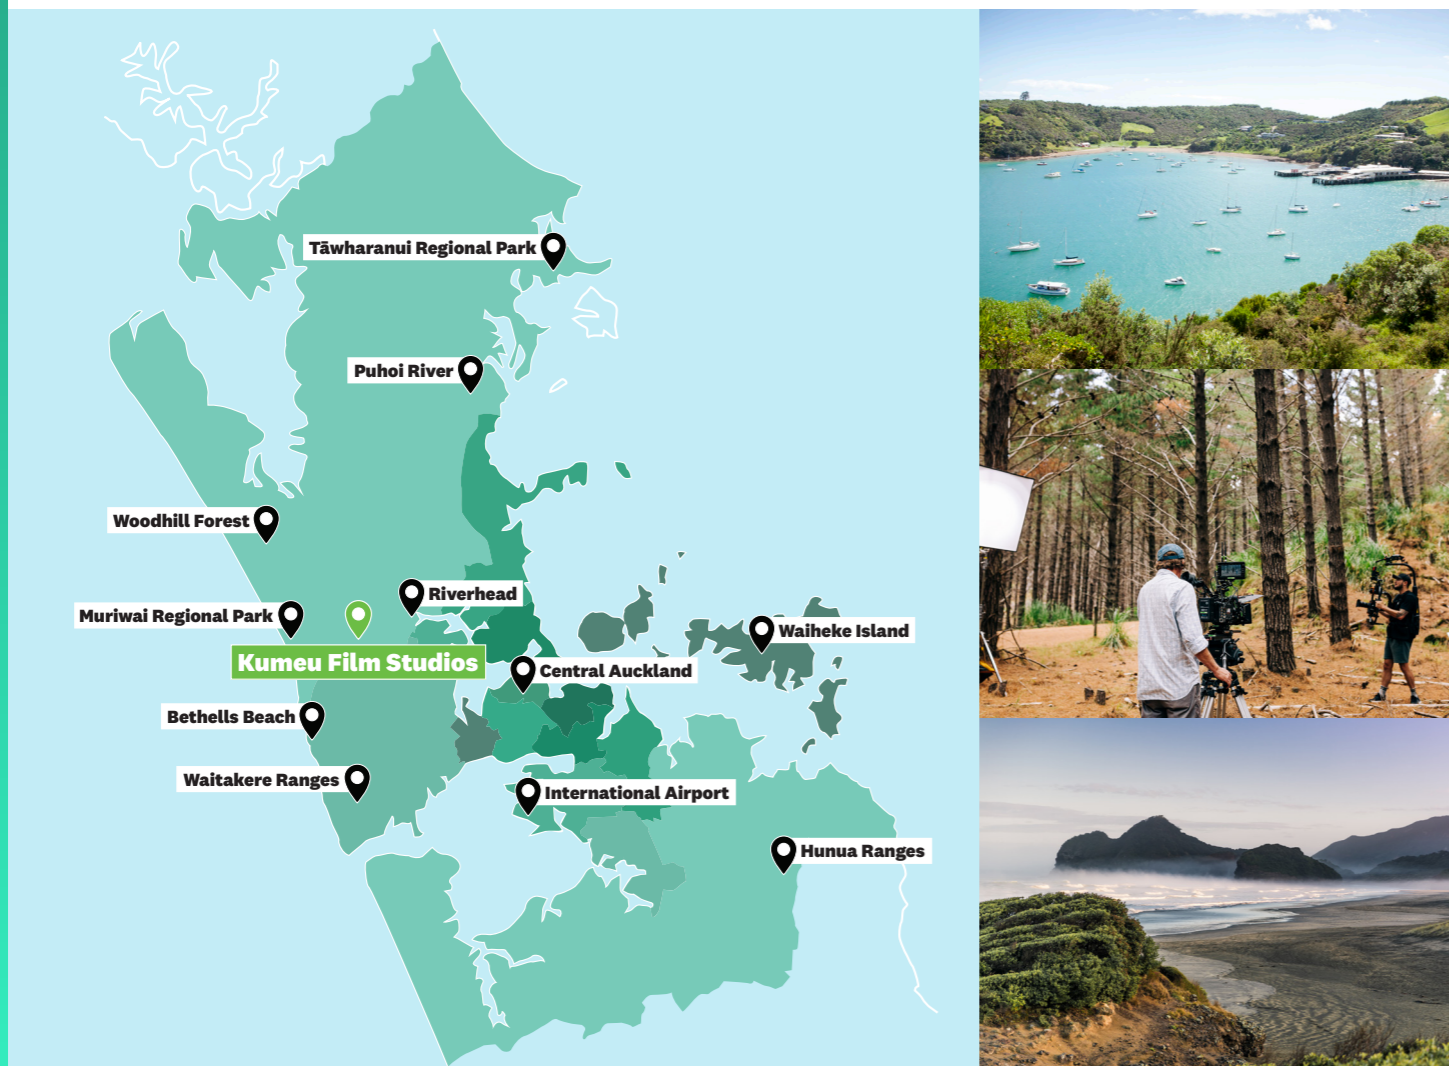 Tāwharanui Regional Park
Puhoi River
Woodhill Forest
Riverhead
Muriwai Regional Park
Waiheke Island
Kumeu Film Studios
Central Auckland
Bethells Beach
Waitakere Ranges
International Airport
Hunua Ranges